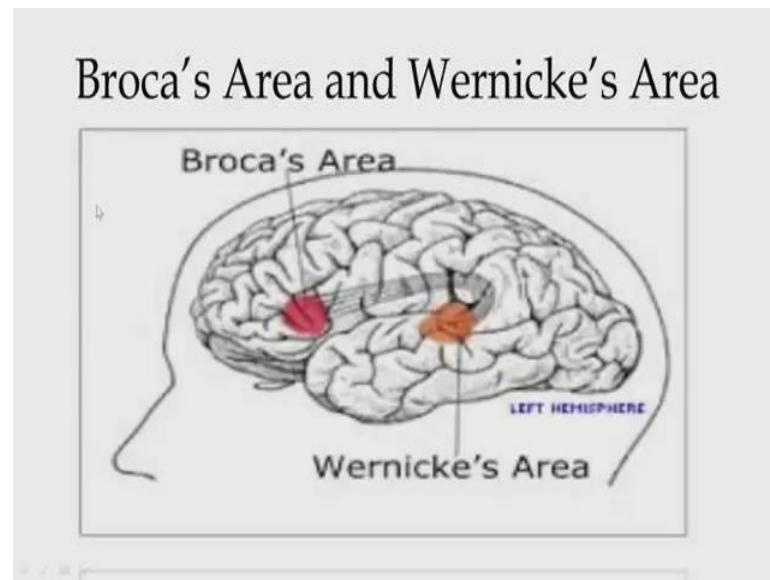 Broca's Area and Wernicke's Area
Broca's Area
LEFT HEMISPHERE
Wernicke's Area